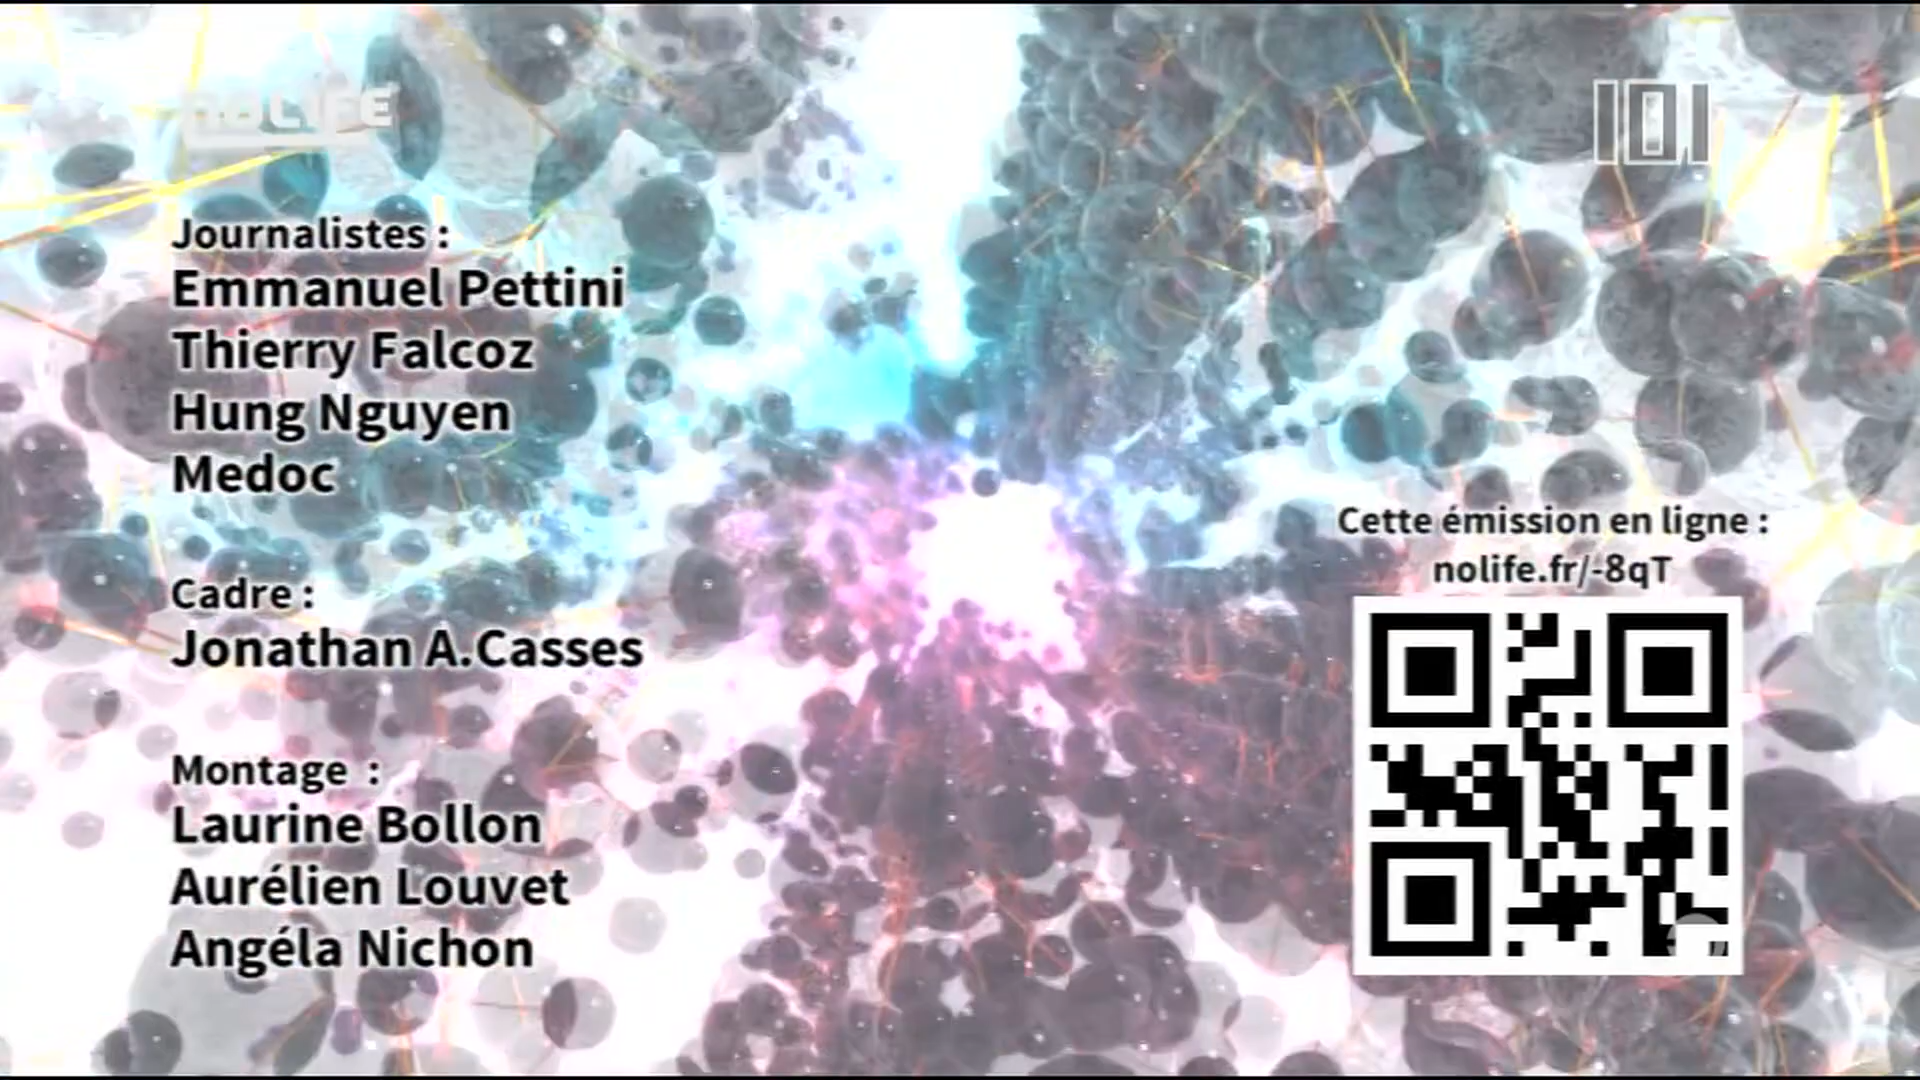 noLIFE
101
Journalistes :
Emmanuel Pettini
Thierry Falcoz
Hung Nguyen
Medoc
Cadre :
Jonathan A.Casses
Montage :
Laurine Bollon
Aurélien Louvet
Angéla Nichon
Cette émission en ligne :
nolife.fr/-8qT